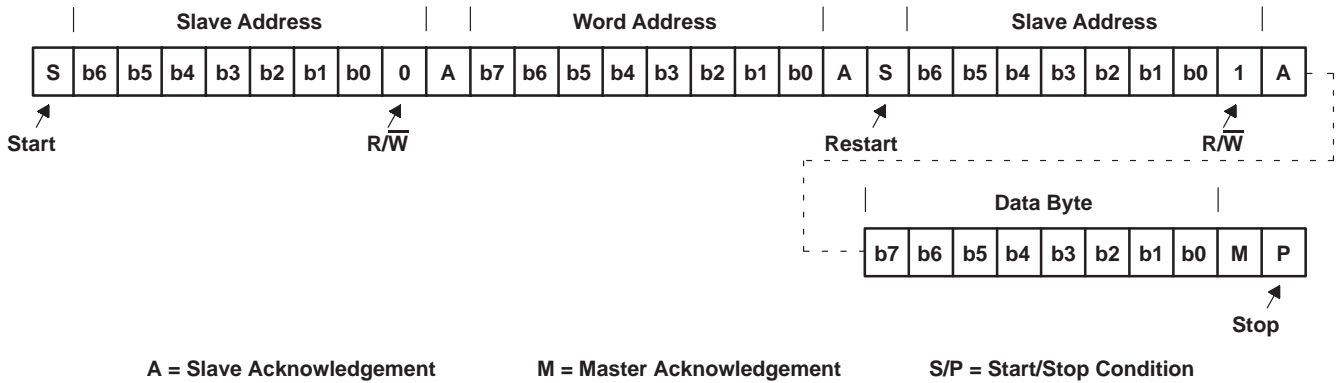 Slave Address Word Address Slave Address
S b6 b5 b4 b3 b2 b1 b0 0 A b7 b6 b5 b4 b3 b2 b1 b0 A S b6 b5 b4 b3 b2 b1 b0 1 A
Start R/W̅ Restart R/W̅
Data Byte
b7 b6 b5 b4 b3 b2 b1 b0 M P
Stop
A = Slave Acknowledgement M = Master Acknowledgement S/P = Start/Stop Condition